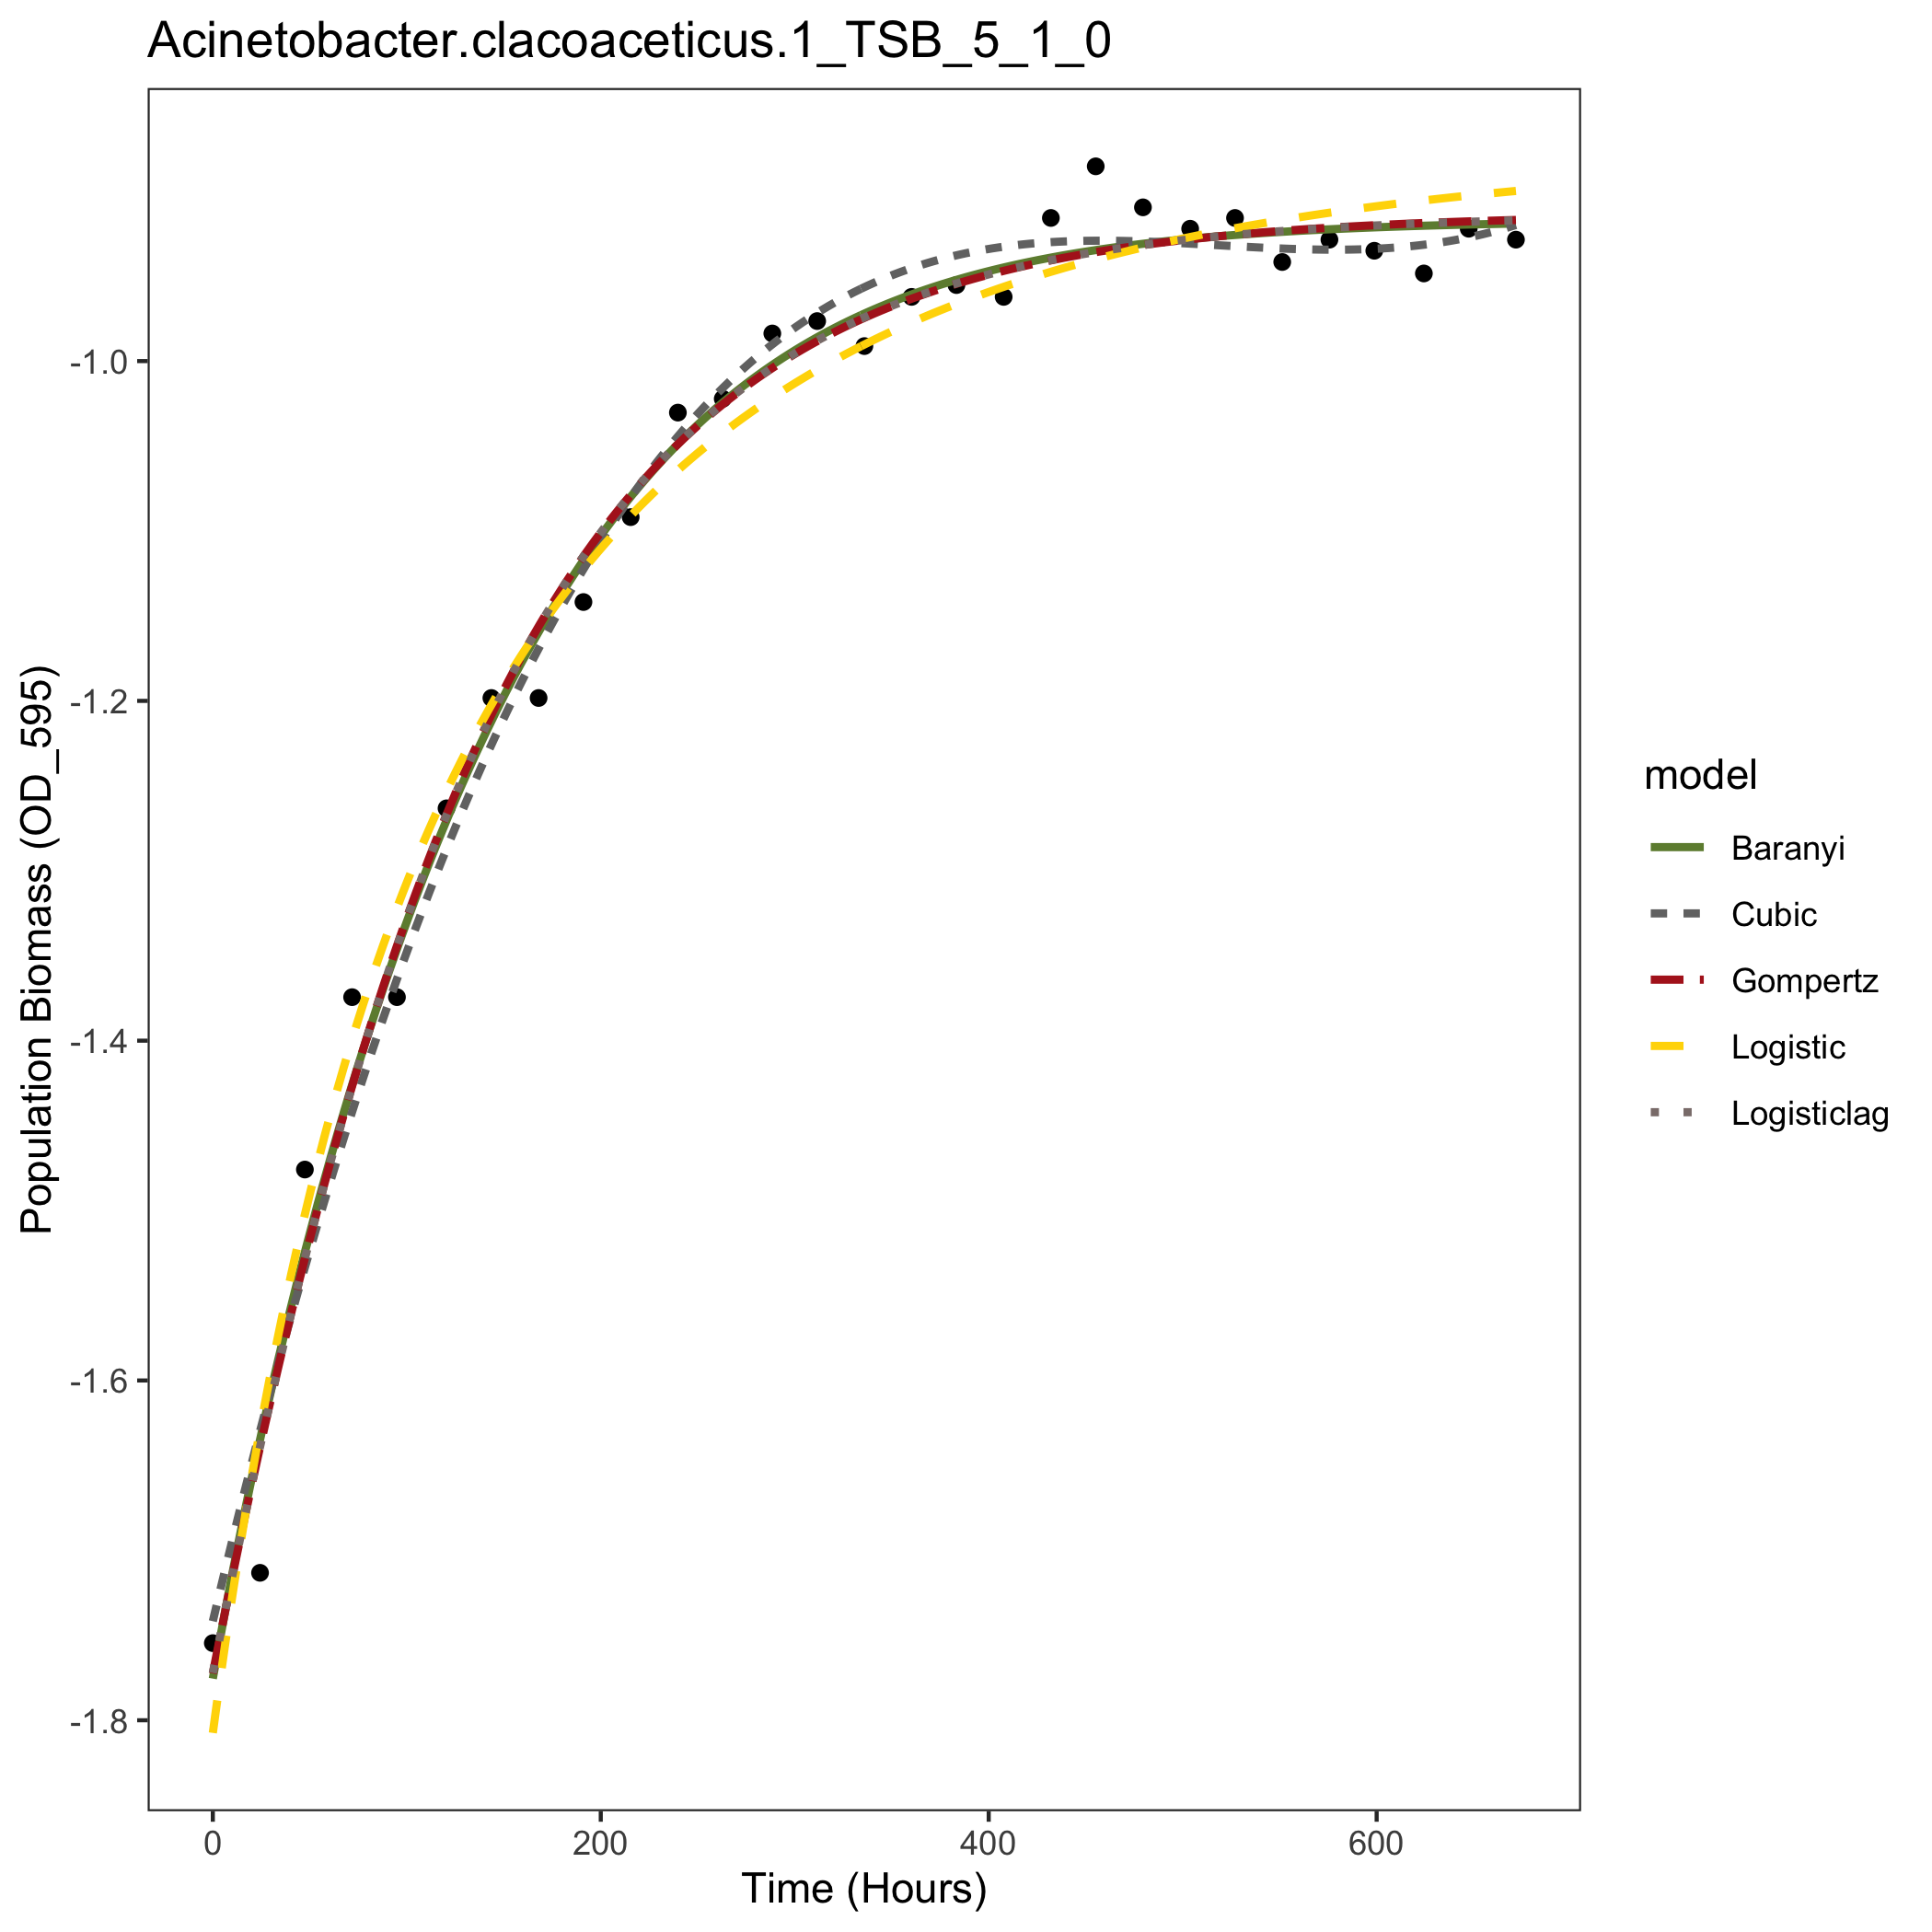 Acinetobacter.clacoaceticus.1_TSB_5_1_0
Population Biomass (OD_595)
-1.0
-1.2
-1.4
-1.6
-1.8
0
200
400
600
Time (Hours)
model
Baranyi
Cubic
Gompertz
Logistic
Logisticlag